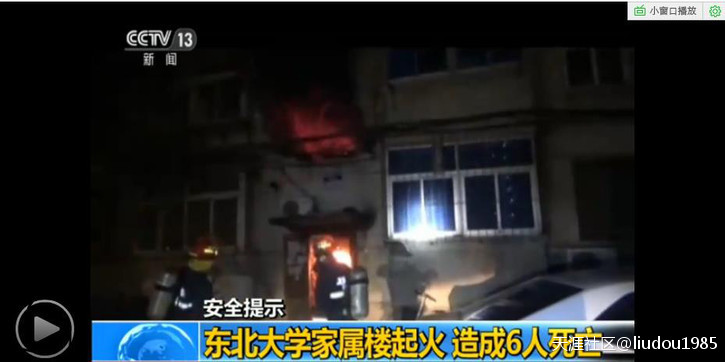 小窗口播放
CCTV 13
新闻
安全提示
东北大学家属楼起火 造成6人死亡
天涯社区@liudou1985